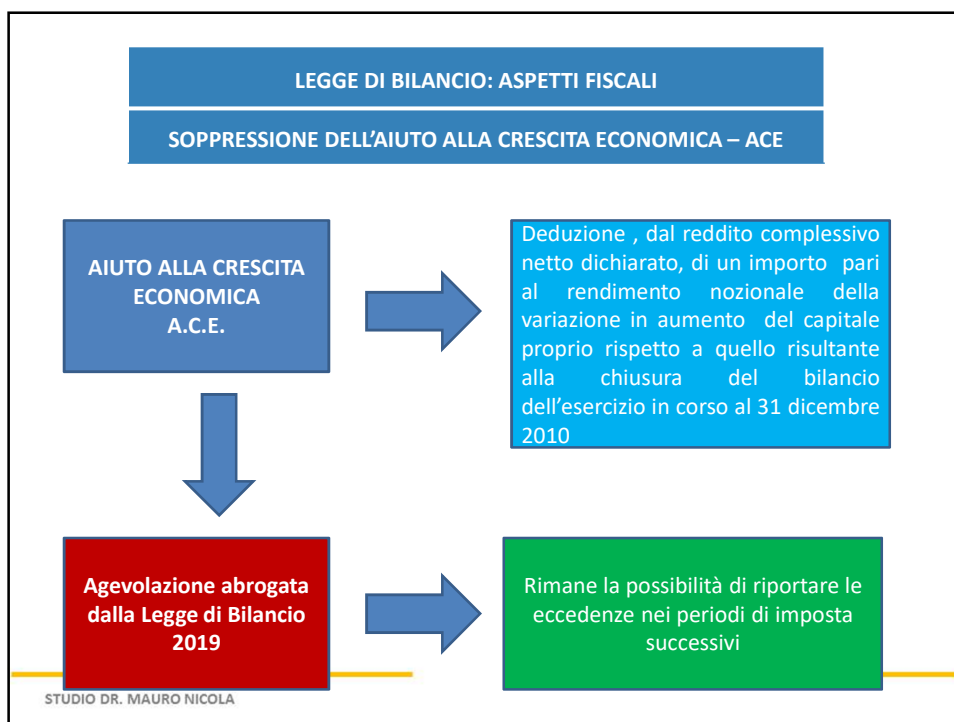 LEGGE DI BILANCIO: ASPETTI FISCALI
SOPPRESSIONE DELL’AIUTO ALLA CRESCITA ECONOMICA – ACE
AIUTO ALLA CRESCITA
ECONOMICA
A.C.E.
Deduzione , dal reddito complessivo
netto dichiarato, di un importo pari
al rendimento nozionale della
variazione in aumento del capitale
proprio rispetto a quello risultante
alla chiusura del bilancio
dell’esercizio in corso al 31 dicembre
2010
Agevolazione abrogata
dalla Legge di Bilancio
2019
Rimane la possibilità di riportare le
eccedenze nei periodi di imposta
successivi
STUDIO DR. MAURO NICOLA